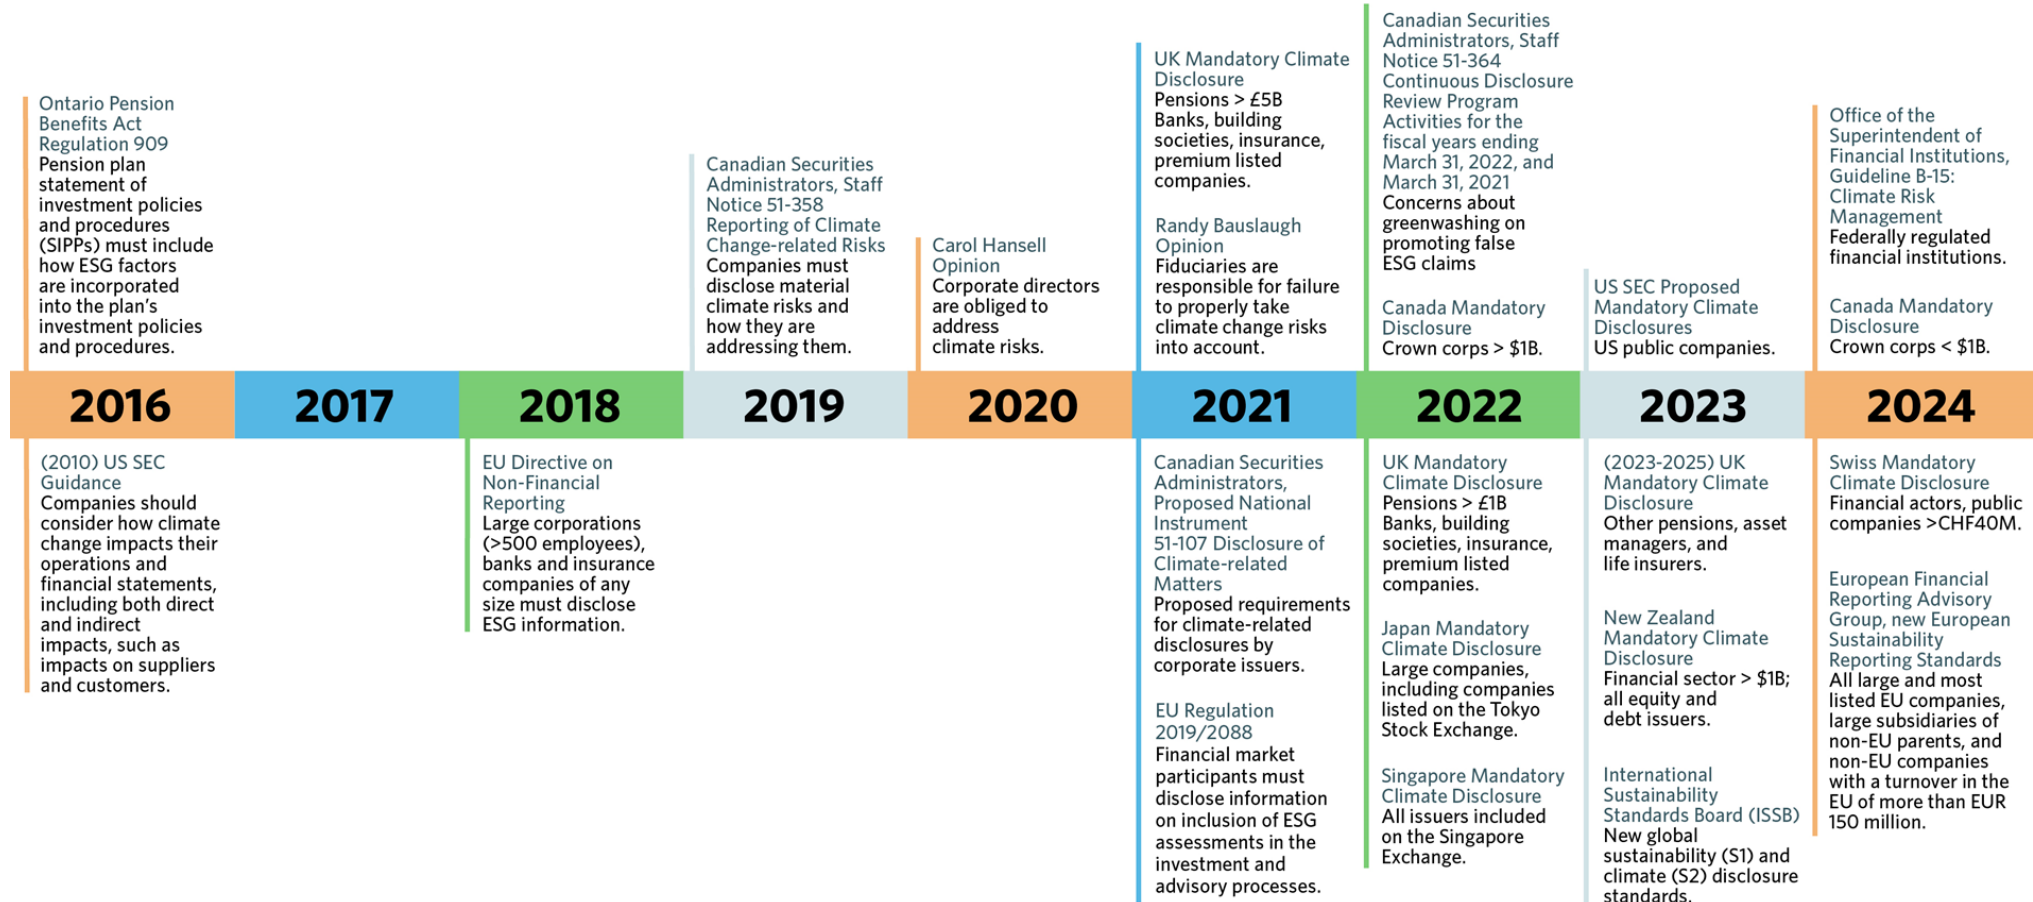 Ontario Pension
Benefits Act
Regulation 909
Pension plan
statement of
investment policies
and procedures
(SIPPs) must include
how ESG factors
are incorporated
into the plan's
investment policies
and procedures.
Canadian Securities
Administrators, Staff
Notice 51-358
Reporting of Climate
Change-related Risks
Companies must
disclose material
climate risks and
how they are
addressing them.
Carol Hansell
Opinion
Corporate directors
are obliged to
address
climate risks.
UK Mandatory Climate
Disclosure
Pensions > £5B
Banks, building
societies, insurance,
premium listed
companies.
Randy Bauslaugh
Opinion
Fiduciaries are
responsible for failure
to properly take
climate change risks
into account.
Canadian Securities
Administrators, Staff
Notice 51-364
Continuous Disclosure
Review Program
Activities for the
fiscal years ending
March 31, 2022, and
March 31, 2021
Concerns about
greenwashing on
promoting false
ESG claims
Canada Mandatory
Disclosure
Crown corps > $1B.
US SEC Proposed
Mandatory Climate
Disclosures
US public companies.
Office of the
Superintendent of
Financial Institutions,
Guideline B-15:
Climate Risk
Management
Federally regulated
financial institutions.
Canada Mandatory
Disclosure
Crown corps < $1B.
2016 2017 2018 2019 2020 2021 2022 2023 2024
(2010) US SEC
Guidance
Companies should
consider how climate
change impacts their
operations and
financial statements,
including both direct
and indirect
impacts, such as
impacts on suppliers
and customers.
EU Directive on
Non-Financial
Reporting
Large corporations
(>500 employees),
banks and insurance
companies of any
size must disclose
ESG information.
Canadian Securities
Administrators,
Proposed National
Instrument
51-107 Disclosure of
Climate-related
Matters
Proposed requirements
for climate-related
disclosures by
corporate issuers.
EU Regulation
2019/2088
Financial market
participants must
disclose information
on inclusion of ESG
assessments in the
investment and
advisory processes.
UK Mandatory
Climate Disclosure
Pensions > £1B
Banks, building
societies, insurance,
premium listed
companies.
Japan Mandatory
Climate Disclosure
Large companies,
including companies
listed on the Tokyo
Stock Exchange.
Singapore Mandatory
Climate Disclosure
All issuers included
on the Singapore
Exchange.
(2023-2025) UK
Mandatory Climate
Disclosure
Other pensions, asset
managers, and
life insurers.
New Zealand
Mandatory Climate
Disclosure
Financial sector > $1B;
all equity and
debt issuers.
International
Sustainability
Standards Board (ISSB)
New global
sustainability (S1) and
climate (S2) disclosure
standards.
Swiss Mandatory
Climate Disclosure
Financial actors, public
companies >CHF40M.
European Financial
Reporting Advisory
Group, new European
Sustainability
Reporting Standards
All large and most
listed EU companies,
large subsidiaries of
non-EU parents, and
non-EU companies
with a turnover in the
EU of more than EUR
150 million.